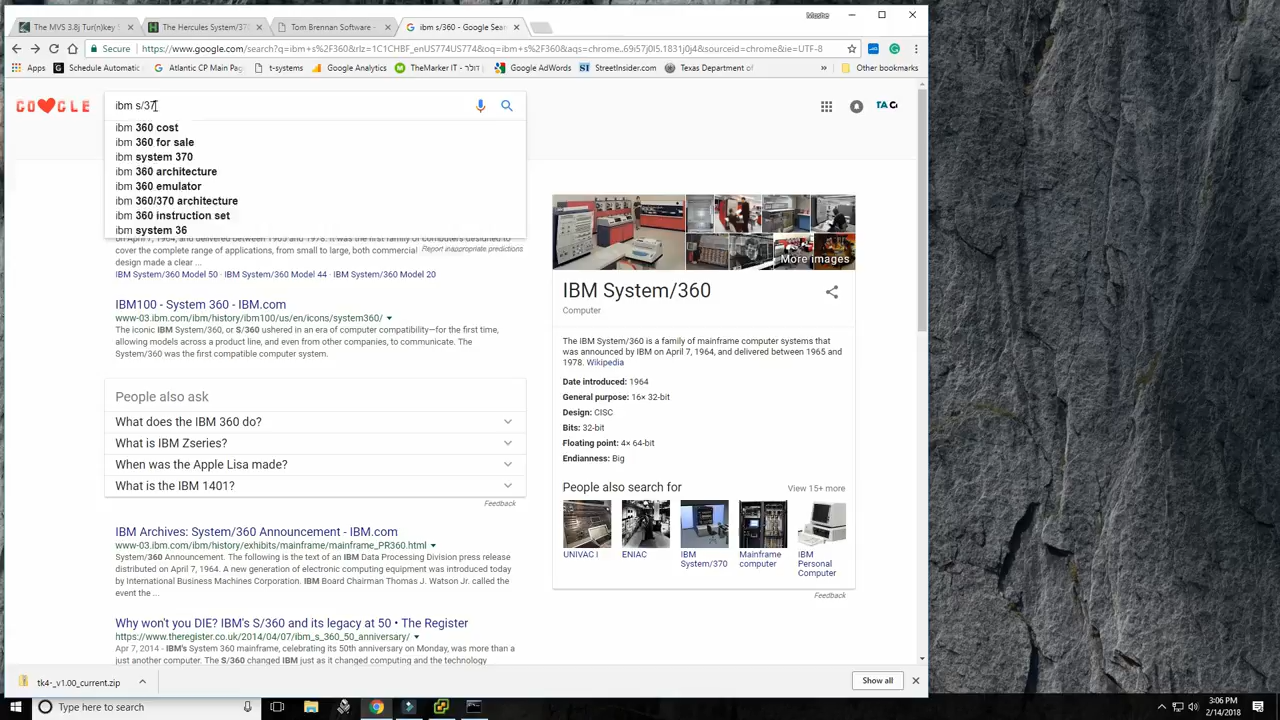 Moshe
The MVS 3.8j Tur(n)key
The Hercules System/370
Tom Brennan Software -
ibm s/360 - Google Sear
Secure
https://www.google.com/search?q=ibm+s%2F360&rlz=1C1CHBF_enUS774US774&oq=ibm+s%2F360&aqs=chrome..69i57j0l5.1831j0j4&sourceid=chrome&ie=UTF-8
Apps
Schedule Automatic
Atlantic CP Main Page
t-systems
Google Analytics
TheMarker IT -
Google AdWords
StreetInsider
Texas Department of
»
Other bookmarks
ibm s/37
ibm 360 cost
ibm 360 for sale
ibm system 370
ibm 360 architecture
ibm 360 emulator
ibm 360/370 architecture
ibm 360 instruction set
ibm system 36
Report inappropriate predictions
cover the complete range of applications, from small to large, both commercial
design made a clear ...
IBM System/360 Model 50 · IBM System/360 Model 44 · IBM System/360 Model 20
IBM100 - System 360 - IBM.com
www-03.ibm.com/ibm/history/ibm100/us/en/icons/system360/
The iconic IBM System/360, or S/360 ushered in an era of computer compatibility—for the first time,
allowing models across a product line, and even from other companies, to communicate. The
System/360 was the first compatible computer system.
People also ask
What does the IBM 360 do?
What is IBM Zseries?
When was the Apple Lisa made?
What is the IBM 1401?
Feedback
IBM Archives: System/360 Announcement - IBM.com
www-03.ibm.com/ibm/history/exhibits/mainframe/mainframe_PR360.html
System/360 Announcement. The following is the text of an IBM Data Processing Division press release
distributed on April 7, 1964. A new generation of electronic computing equipment was introduced today
by International Business Machines Corporation. IBM Board Chairman Thomas J. Watson Jr. called the
event the ...
Why won't you DIE? IBM's S/360 and its legacy at 50 • The Register
https://www.theregister.co.uk/2014/04/07/ibm_s_360_50_anniversary/
Apr 7, 2014 - IBM's System 360 mainframe, celebrating its 50th anniversary on Monday, was more than a
just another computer. The S/360 changed IBM just as it changed computing and the technology
More images
IBM System/360
Computer
The IBM System/360 is a family of mainframe computer systems that
was announced by IBM on April 7, 1964, and delivered between 1965 and
1978. Wikipedia
Date introduced: 1964
General purpose: 16× 32-bit
Design: CISC
Bits: 32-bit
Floating point: 4× 64-bit
Endianness: Big
People also search for
View 15+ more
UNIVAC I
ENIAC
IBM
System/370
Mainframe
computer
IBM
Personal
Computer
Feedback
tk4-_v1.00_current.zip
Show all
Type here to search
3:06 PM
2/14/2018